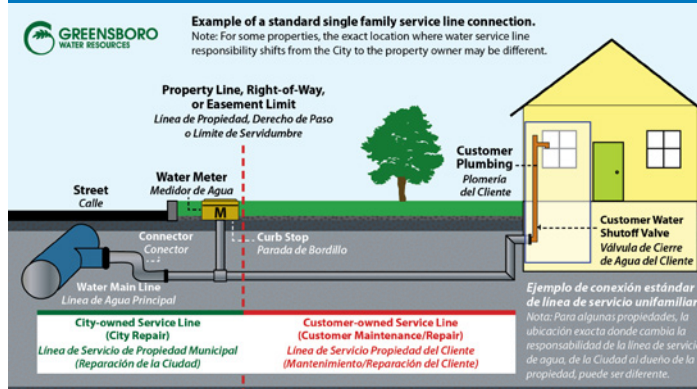 GREENSBORO
WATER RESOURCES
Example of a standard single family service line connection.
Note: For some properties, the exact location where water service line
responsibility shifts from the City to the property owner may be different.
Property Line, Right-of-Way,
or Easement Limit
Línea de Propiedad, Derecho de Paso
o Límite de Servidumbre
Water Meter
Medidor de Agua
Street
Calle
M
Connector
Conector
Curb Stop
Parada de Bordillo
Water Main Line
Línea de Agua Principal
Customer
Plumbing
Plomería
del Cliente
Customer Water
Shutoff Valve
Válvula de Cierre
de Agua del Cliente
City-owned Service Line
(City Repair)
Línea de Servicio de Propiedad Municipal
(Reparación de la Ciudad)
Customer-owned Service Line
(Customer Maintenance/Repair)
Línea de Servicio Propiedad del Cliente
(Mantenimiento/Reparación del Cliente)
Ejemplo de conexión estándar
de línea de servicio unifamiliar
Nota: Para algunas propiedades, la
ubicación exacta donde cambia la
responsabilidad de la línea de servicio
de agua, de la Ciudad al dueño de la
propiedad, puede ser diferente.